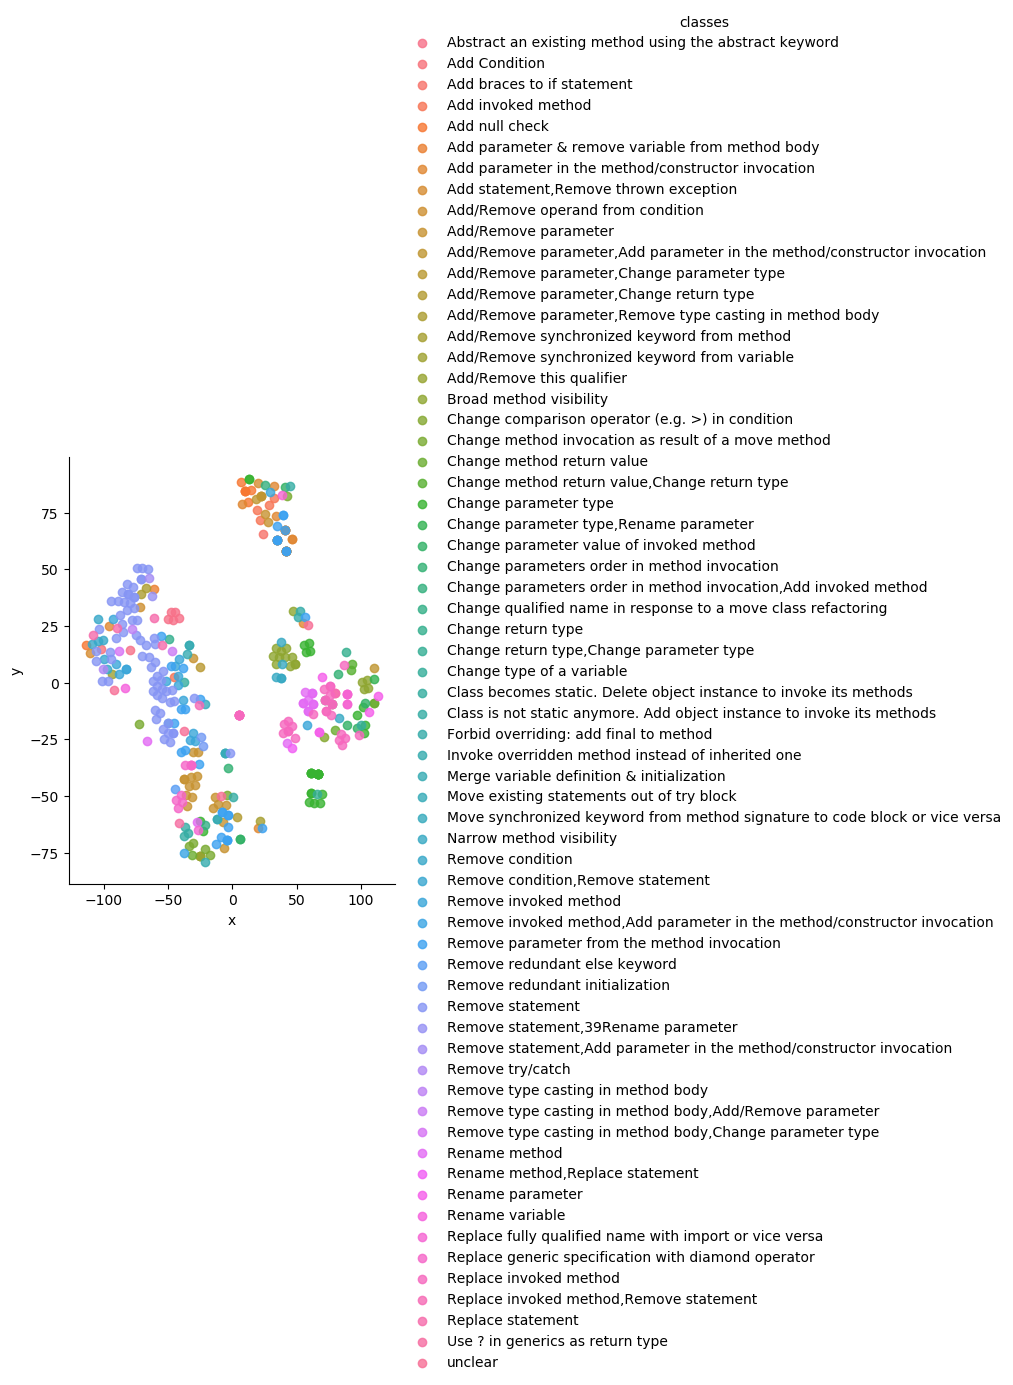 classes
Abstract an existing method using the abstract keyword
Add Condition
Add braces to if statement
Add invoked method
Add null check
Add parameter & remove variable from method body
Add parameter in the method/constructor invocation
Add statement,Remove thrown exception
Add/Remove operand from condition
Add/Remove parameter
Add/Remove parameter,Add parameter in the method/constructor invocation
Add/Remove parameter,Change parameter type
Add/Remove parameter,Change return type
Add/Remove parameter,Remove type casting in method body
Add/Remove synchronized keyword from method
Add/Remove synchronized keyword from variable
Add/Remove this qualifier
Broad method visibility
Change comparison operator (e.g. >) in condition
Change method invocation as result of a move method
Change method return value
Change method return value,Change return type
Change parameter type
Change parameter type,Rename parameter
Change parameter value of invoked method
Change parameters order in method invocation
Change parameters order in method invocation,Add invoked method
Change qualified name in response to a move class refactoring
Change return type
Change return type,Change parameter type
Change type of a variable
Class becomes static. Delete object instance to invoke its methods
Class is not static anymore. Add object instance to invoke its methods
Forbid overriding: add final to method
Invoke overridden method instead of inherited one
Merge variable definition & initialization
Move existing statements out of try block
Move synchronized keyword from method signature to code block or vice versa
Narrow method visibility
Remove condition
Remove condition,Remove statement
Remove invoked method
Remove invoked method,Add parameter in the method/constructor invocation
Remove parameter from the method invocation
Remove redundant else keyword
Remove redundant initialization
Remove statement
Remove statement,39Rename parameter
Remove statement,Add parameter in the method/constructor invocation
Remove try/catch
Remove type casting in method body
Remove type casting in method body,Add/Remove parameter
Remove type casting in method body,Change parameter type
Rename method
Rename method,Replace statement
Rename parameter
Rename variable
Replace fully qualified name with import or vice versa
Replace generic specification with diamond operator
Replace invoked method
Replace invoked method,Remove statement
Replace statement
Use ? in generics as return type
unclear
75
50
25
0
−25
−50
−75
y
−100 −50 0 50 100
x